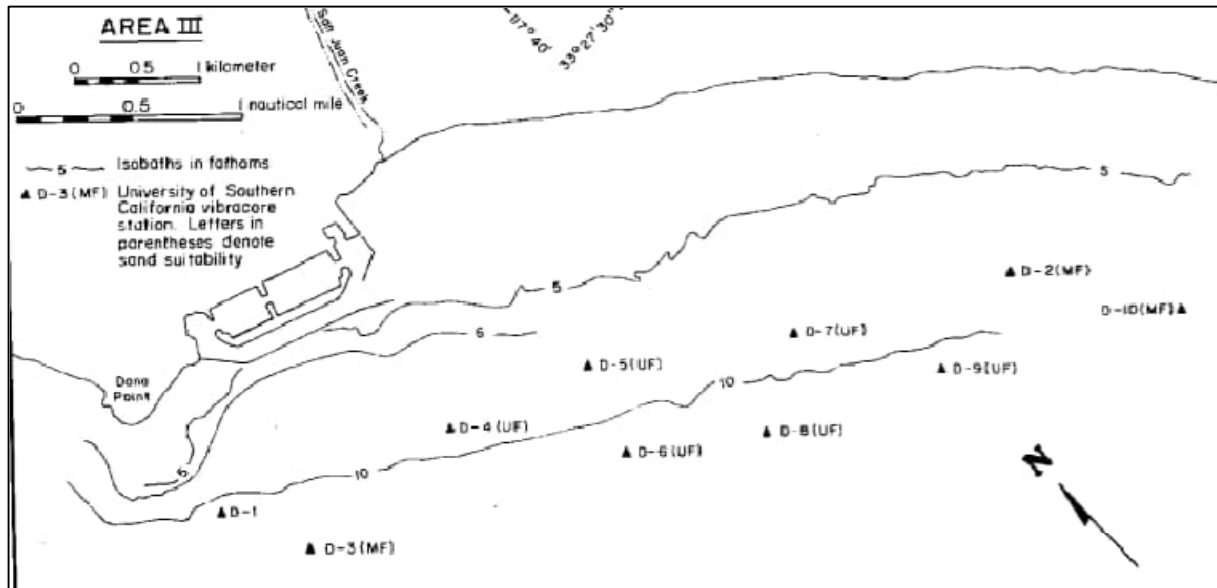 AREA III
0 0.5 1 kilometer
0 0.5 1 nautical mile
5 Isobaths in fathoms
D-3(MF) University of Southern
California vibracore
station. Letters in
parentheses denote
sand suitability
San Juan Creek
-117° 40'
33° 27' 30"
5
D-2(MF)
D-10(MF)
5
6
D-7(UF)
D-5(UF)
D-9(UF)
Dana
Point
10
D-4(UF)
D-8(UF)
D-6(UF)
5
10
D-1
D-3(MF)
N